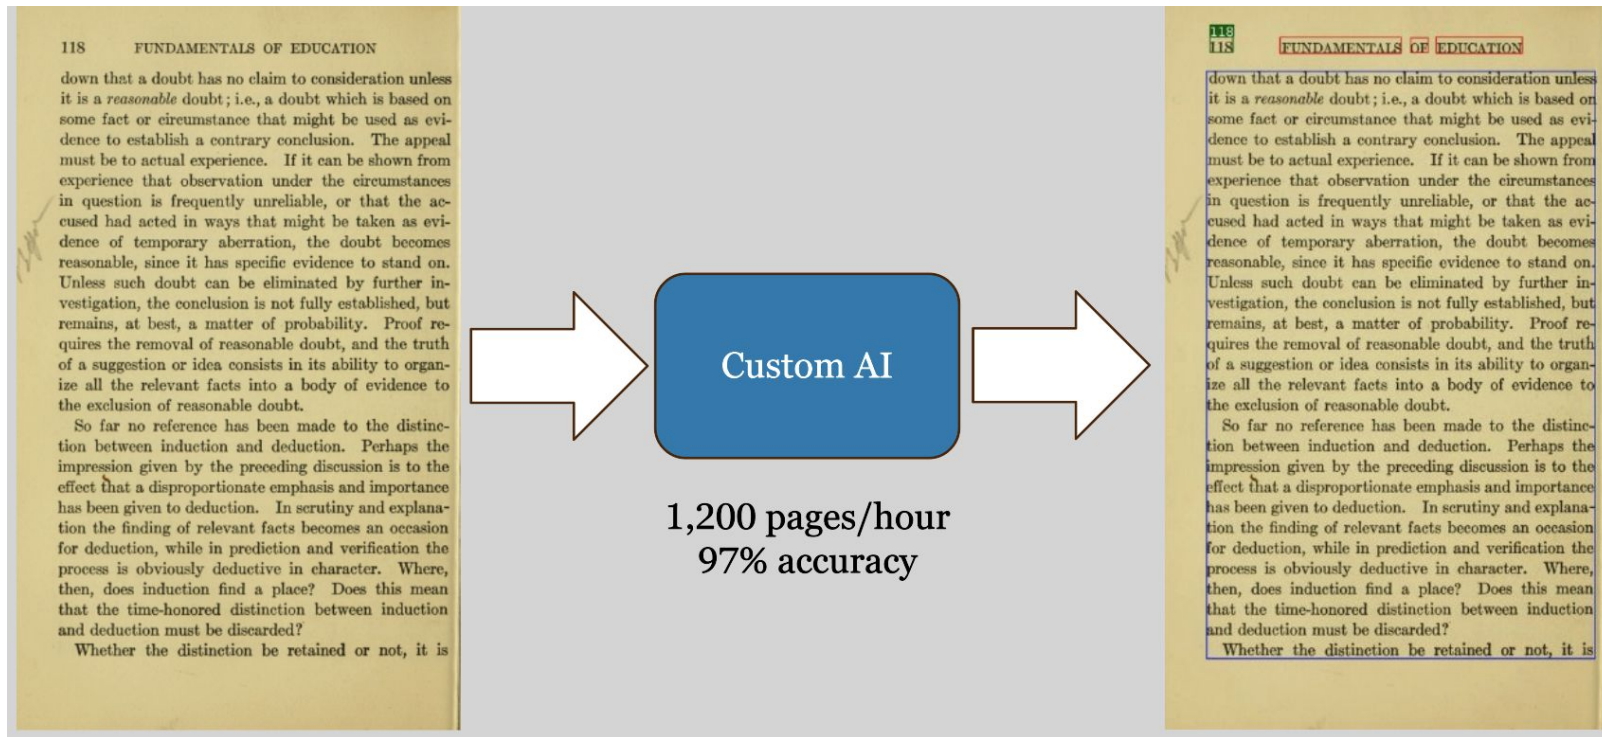 118 FUNDAMENTALS OF EDUCATION
down that a doubt has no claim to consideration unless
it is a reasonable doubt; i.e., a doubt which is based on
some fact or circumstance that might be used as evi-
dence to establish a contrary conclusion. The appeal
must be to actual experience. If it can be shown from
experience that observation under the circumstances
in question is frequently unreliable, or that the ac-
cused had acted in ways that might be taken as evi-
dence of temporary aberration, the doubt becomes
reasonable, since it has specific evidence to stand on.
Unless such doubt can be eliminated by further in-
vestigation, the conclusion is not fully established, but
remains, at best, a matter of probability. Proof re-
quires the removal of reasonable doubt, and the truth
of a suggestion or idea consists in its ability to organ-
ize all the relevant facts into a body of evidence to
the exclusion of reasonable doubt.
So far no reference has been made to the distinc-
tion between induction and deduction. Perhaps the
impression given by the preceding discussion is to the
effect that a disproportionate emphasis and importance
has been given to deduction. In scrutiny and explana-
tion the finding of relevant facts becomes an occasion
for deduction, while in prediction and verification the
process is obviously deductive in character. Where,
then, does induction find a place? Does this mean
that the time-honored distinction between induction
and deduction must be discarded?
Whether the distinction be retained or not, it is
Custom AI
1,200 pages/hour
97% accuracy
118
118 FUNDAMENTALS OF EDUCATION
down that a doubt has no claim to consideration unless
it is a reasonable doubt; i.e., a doubt which is based on
some fact or circumstance that might be used as evi-
dence to establish a contrary conclusion. The appeal
must be to actual experience. If it can be shown from
experience that observation under the circumstances
in question is frequently unreliable, or that the ac-
cused had acted in ways that might be taken as evi-
dence of temporary aberration, the doubt becomes
reasonable, since it has specific evidence to stand on.
Unless such doubt can be eliminated by further in-
vestigation, the conclusion is not fully established, but
remains, at best, a matter of probability. Proof re-
quires the removal of reasonable doubt, and the truth
of a suggestion or idea consists in its ability to organ-
ize all the relevant facts into a body of evidence to
the exclusion of reasonable doubt.
So far no reference has been made to the distinc-
tion between induction and deduction. Perhaps the
impression given by the preceding discussion is to the
effect that a disproportionate emphasis and importance
has been given to deduction. In scrutiny and explana-
tion the finding of relevant facts becomes an occasion
for deduction, while in prediction and verification the
process is obviously deductive in character. Where,
then, does induction find a place? Does this mean
that the time-honored distinction between induction
and deduction must be discarded?
Whether the distinction be retained or not, it is